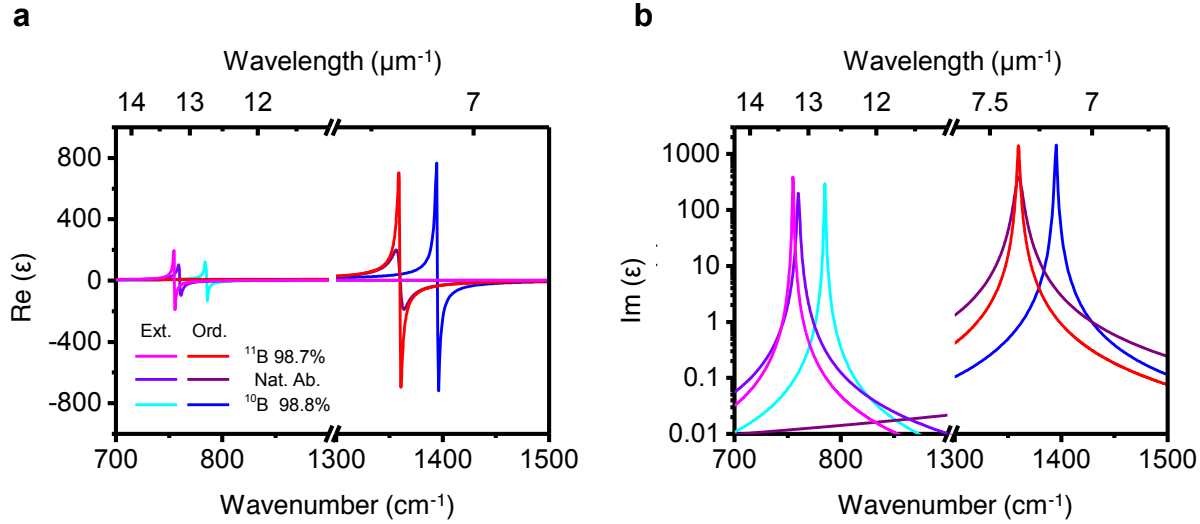 a
Wavelength (µm⁻¹)
14 13 12 7
Re (ε)
800
400
0
-400
-800
Ext. Ord.
¹¹B 98.7%
Nat. Ab.
¹⁰B 98.8%
700 800 1300 1400 1500
Wavenumber (cm⁻¹)
b
Wavelength (µm⁻¹)
14 13 12 7.5 7
Im (ε)
1000
100
10
1
0.1
0.01
700 800 1300 1400 1500
Wavenumber (cm⁻¹)